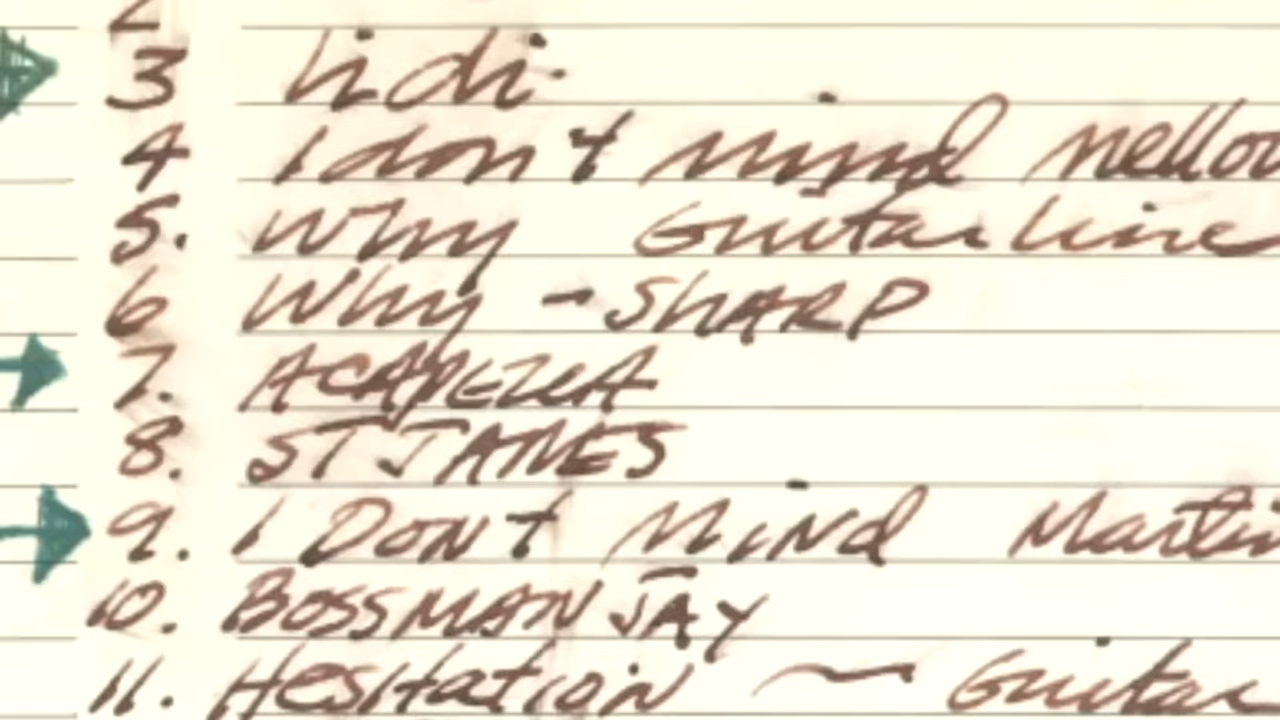 2
3 Lidi
4 I don't mind mellow
5. Why Guitar line
6 Why - SHARP
7. ACAPELLA
8. ST JAMES
9. I DONt MiNd Martin
10. BOSSMAN JAY
11. Hesitation ~ Guitar